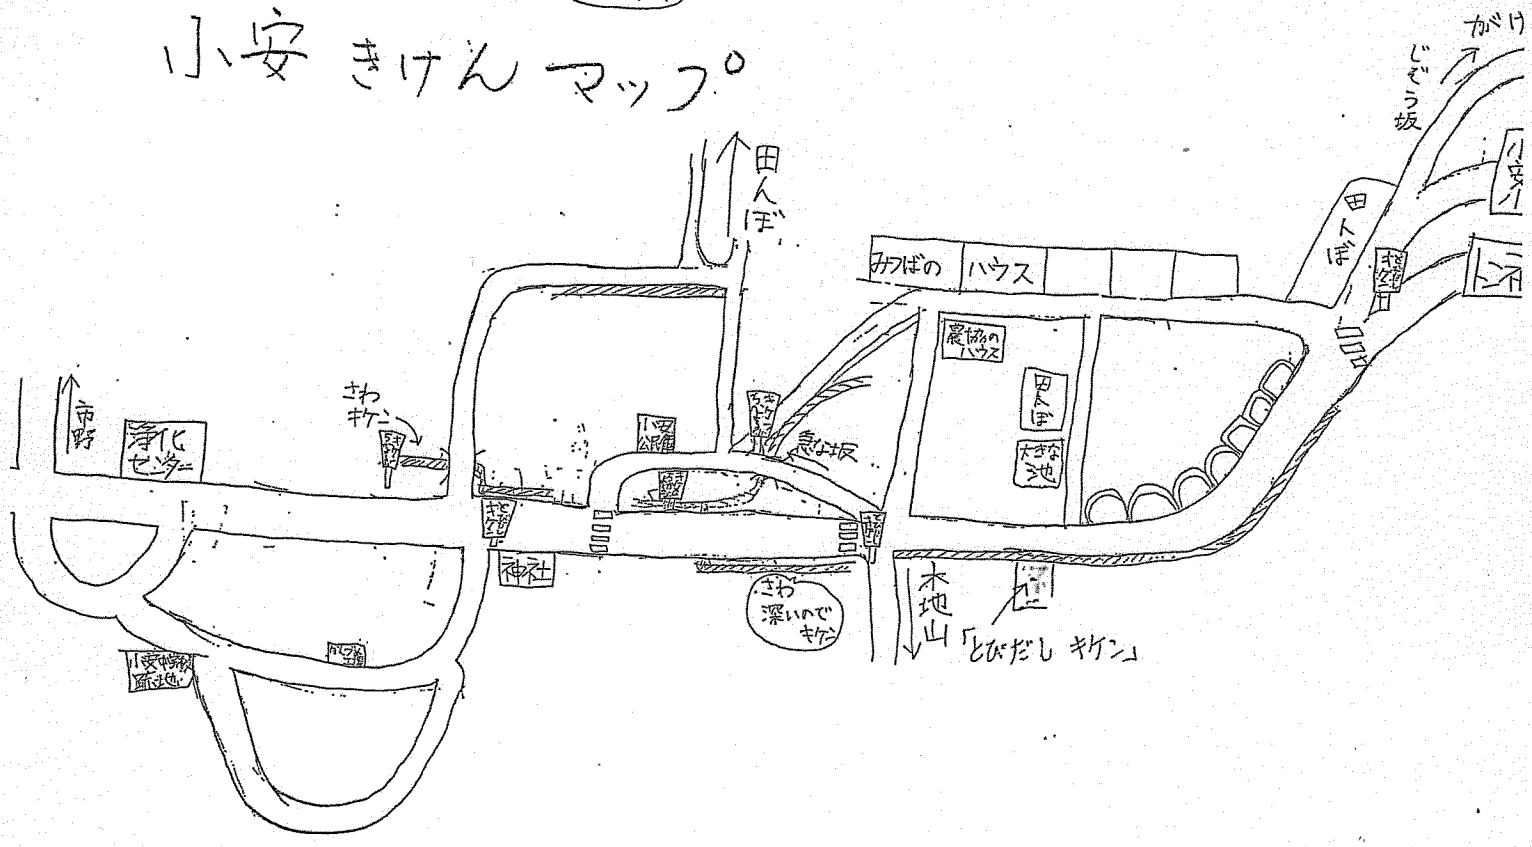 小安 きけん マップ
がけ
じぞう坂
田んぼ
小安小
田んぼ
みつばの ハウス
農協の
ハウス
田んぼ
大きな
池
さわ
キケン
市野
浄化
センター
小安
公民館
急な坂
神社
さわ
深いので
キケン
木地山
「とびだし キケン」
小安中学校
跡地